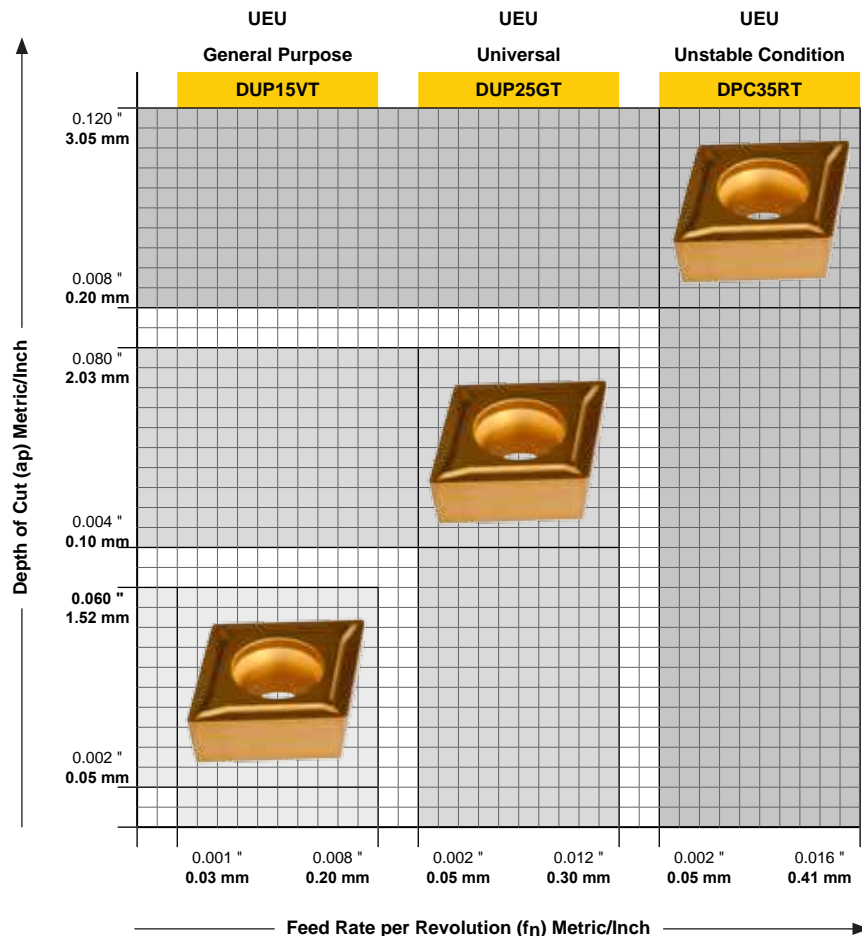 UEU
General Purpose
DUP15VT
UEU
Universal
DUP25GT
UEU
Unstable Condition
DPC35RT
Depth of Cut (ap) Metric/Inch
0.120 "
3.05 mm
0.008 "
0.20 mm
0.080 "
2.03 mm
0.004 "
0.10 mm
0.060 "
1.52 mm
0.002 "
0.05 mm
0.001 "
0.03 mm
0.008 "
0.20 mm
0.002 "
0.05 mm
0.012 "
0.30 mm
0.002 "
0.05 mm
0.016 "
0.41 mm
Feed Rate per Revolution (fn) Metric/Inch